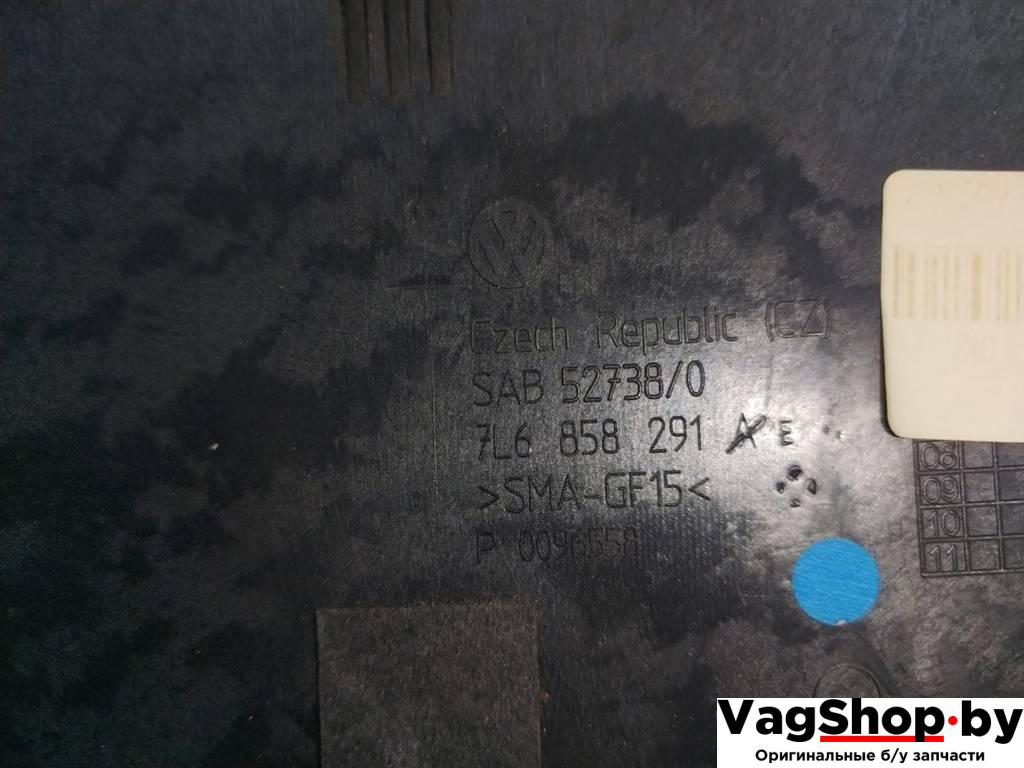 Czech Republic (CZ)
SAB 52738/0
7L6 858 291 A E
>SMA-GF15<
P 0096558
OK
08
09
10
11
VagShop.by
Оригинальные б/у запчасти